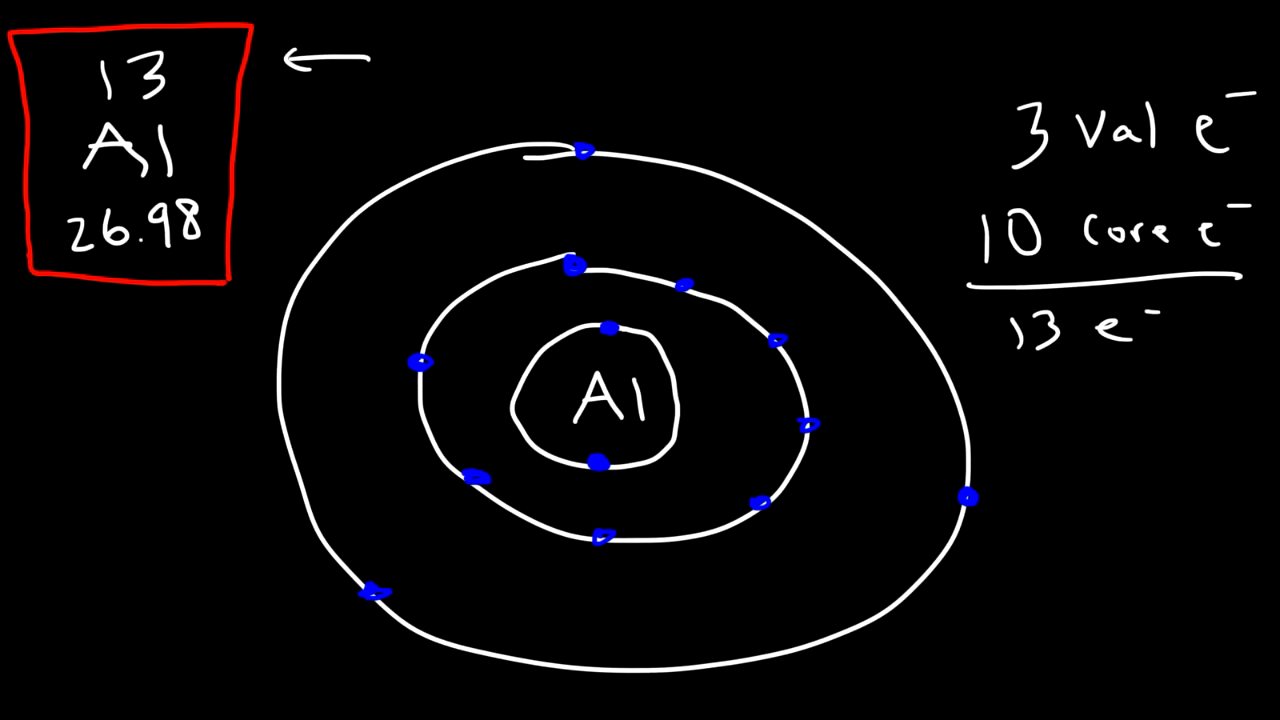 13
Al
26.98
3 Val e⁻
10 Core e⁻
13 e⁻
Al